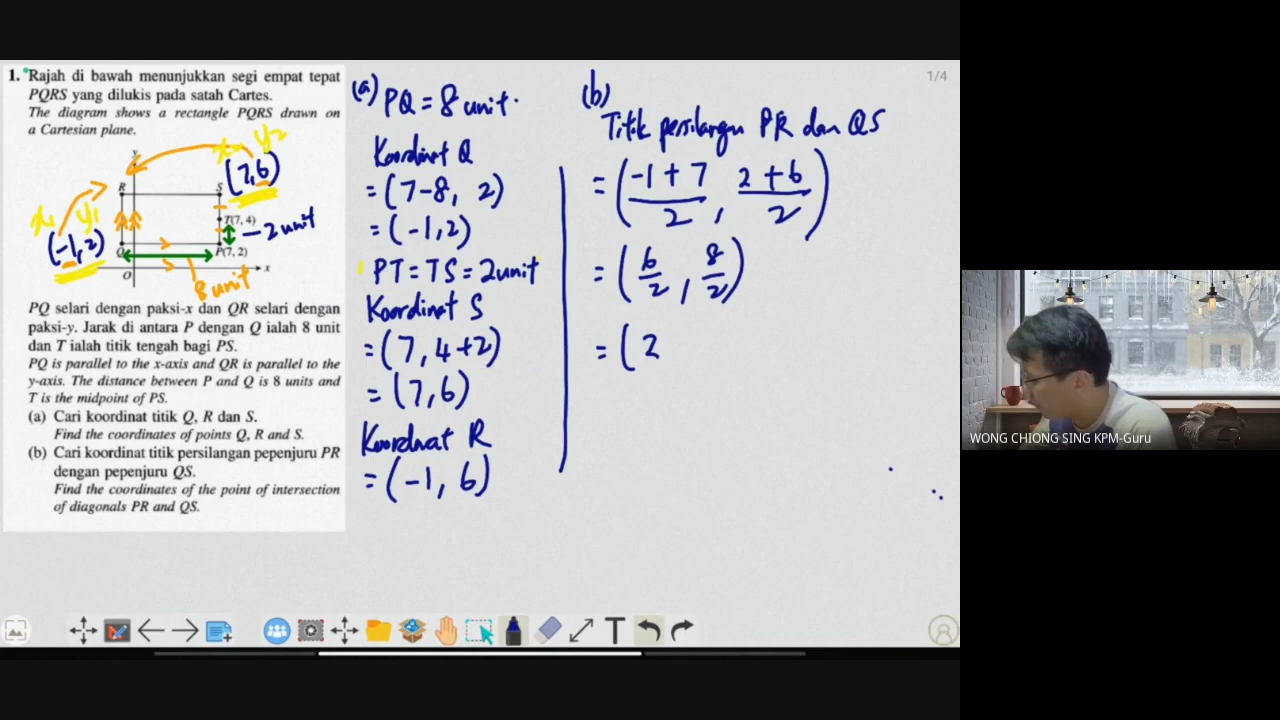 1. Rajah di bawah menunjukkan segi empat tepat
PQRS yang dilukis pada satah Cartes.
The diagram shows a rectangle PQRS drawn on
a Cartesian plane.
x₂ y₂
y
R
S
(7,6)
x₁ y₁
T(7, 4)
2 unit
(-1,2)
Q
P(7, 2)
O
x
8 unit
PQ selari dengan paksi-x dan QR selari dengan
paksi-y. Jarak di antara P dengan Q ialah 8 unit
dan T ialah titik tengah bagi PS.
PQ is parallel to the x-axis and QR is parallel to the
y-axis. The distance between P and Q is 8 units and
T is the midpoint of PS.
(a) Cari koordinat titik Q, R dan S.
Find the coordinates of points Q, R and S.
(b) Cari koordinat titik persilangan pepenjuru PR
dengan pepenjuru QS.
Find the coordinates of the point of intersection
of diagonals PR and QS.
(a) PQ = 8 unit.
Koordinat Q
= (7-8, 2)
= (-1,2)
PT = TS = 2 unit
Koordinat S
= (7, 4+2)
= (7,6)
Koordinat R
= (-1, 6)
(b)
Titik persilangan PR dan QS
= (-1+7/2, 2+6/2)
= (6/2, 8/2)
= (2
1/4
WONG CHIONG SING KPM-Guru
T